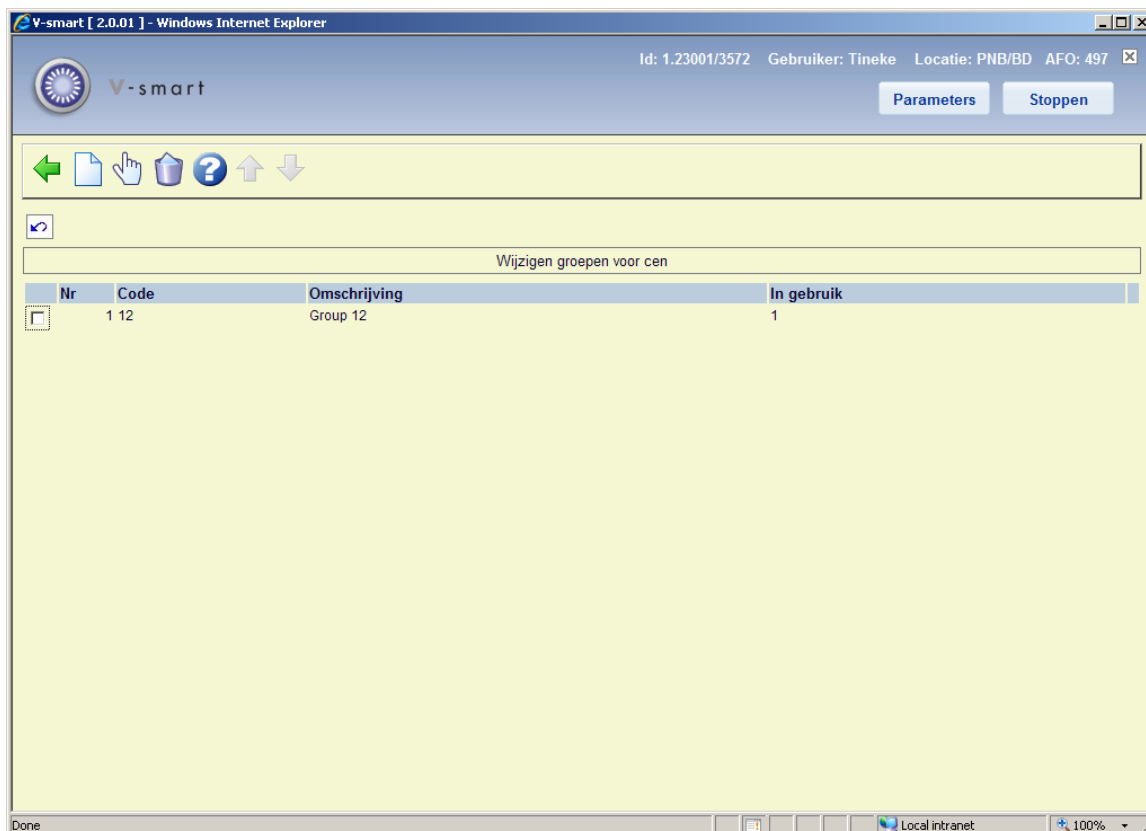 V-smart [ 2.0.01 ] - Windows Internet Explorer
Id: 1.23001/3572 Gebruiker: Tineke Locatie: PNB/BD AFO: 497
V-smart
Parameters Stoppen
Wijzigen groepen voor cen
Nr Code Omschrijving In gebruik
1 12 Group 12 1
Done Local intranet 100%